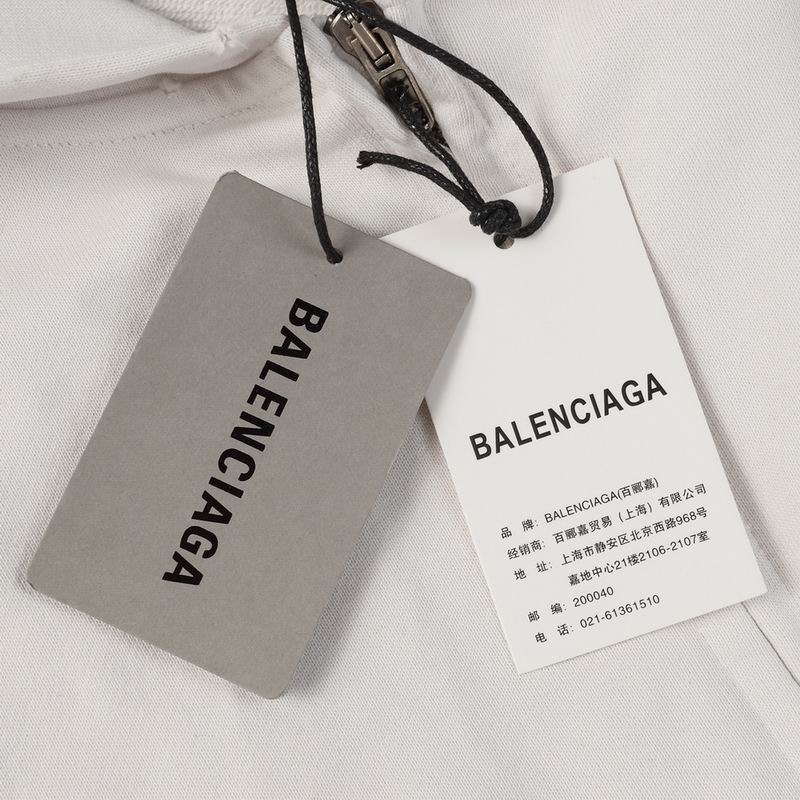 BALENCIAGA
BALENCIAGA
品 牌: BALENCIAGA(百郦嘉)
经销商: 百郦嘉贸易（上海）有限公司
地 址: 上海市静安区北京西路968号
嘉地中心21楼2106-2107室
邮 编: 200040
电 话: 021-61361510